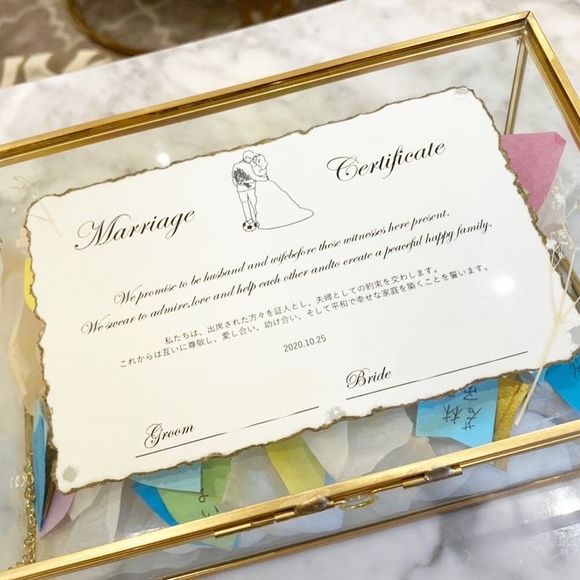 Marriage Certificate
We promise to be husband and wifebefore those witnesses here present.
We swear to admire,love and help each other andto create a peaceful happy family.
私たちは、出席された方々を証人とし、夫婦としての約束を交わします。
これからは互いに尊敬し、愛し合い、助け合い、そして平和で幸せな家庭を築くことを誓います。
2020.10.25
Groom
Bride